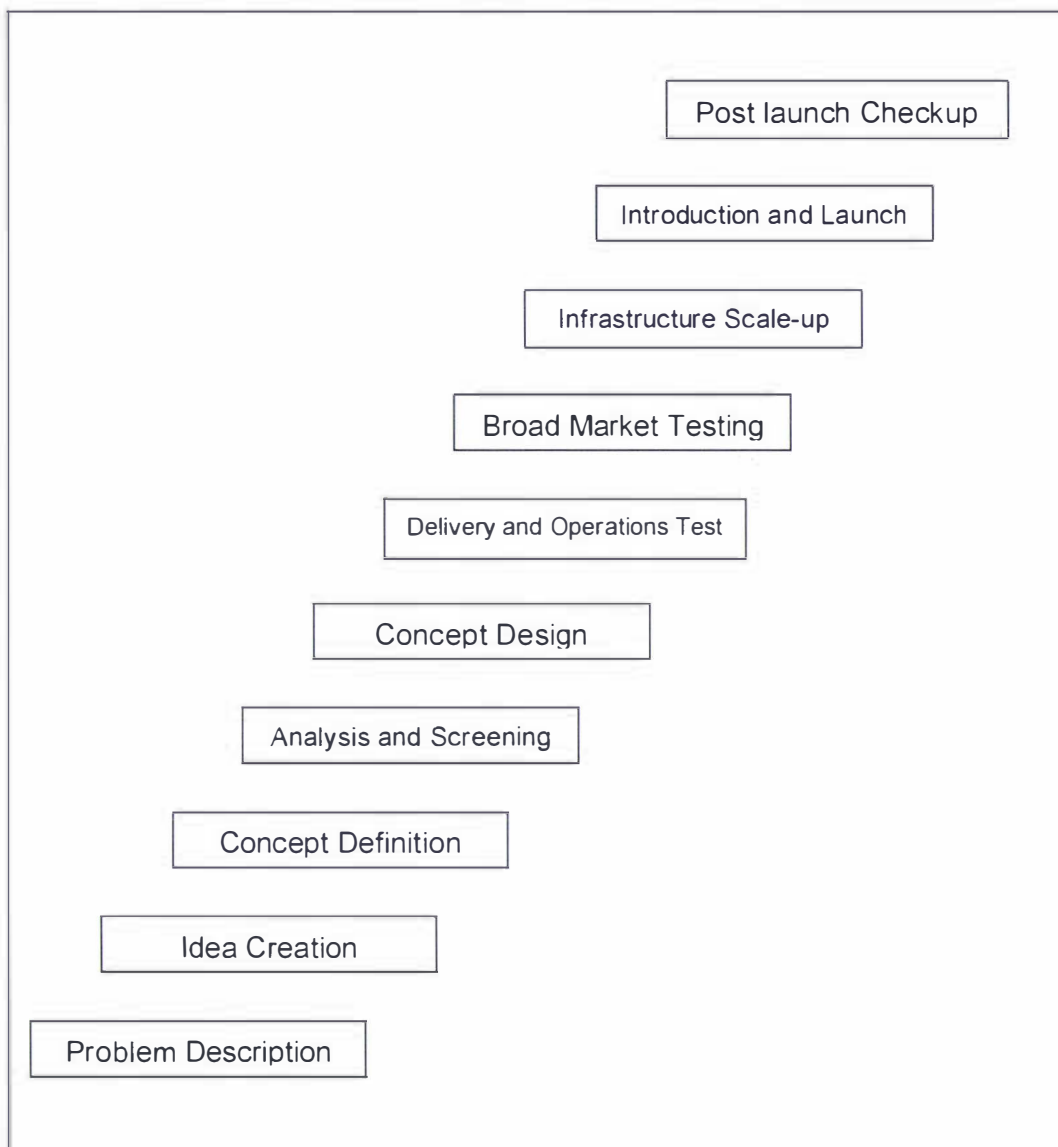 Post launch Checkup
Introduction and Launch
Infrastructure Scale-up
Broad Market Testing
Delivery and Operations Test
Concept Design
Analysis and Screening
Concept Definition
Idea Creation
Problem Description